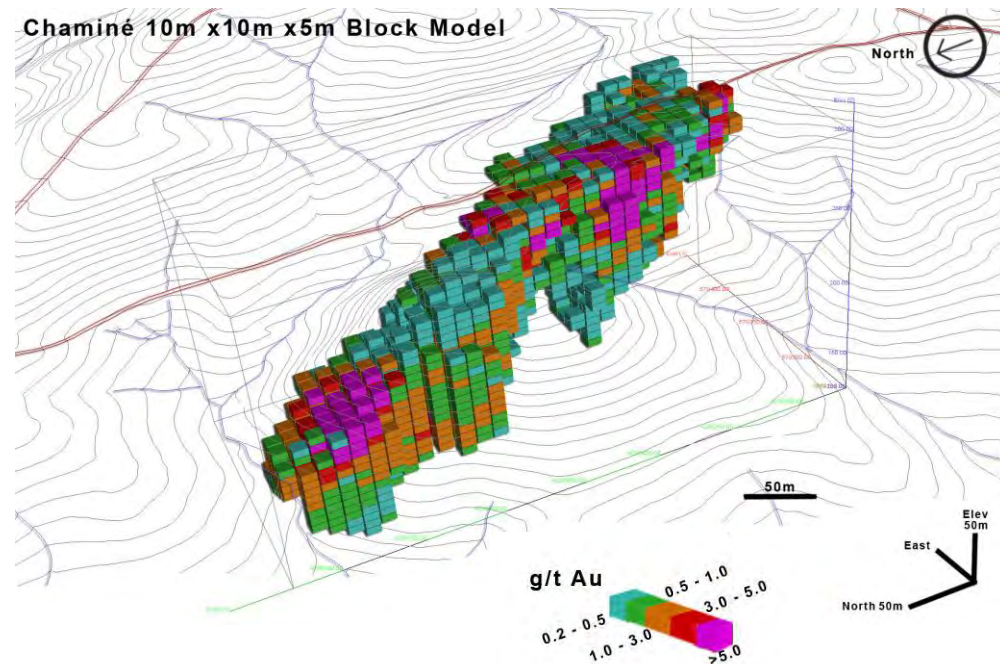 Chaminé 10m x10m x5m Block Model
North
50m
Elev
50m
East
North 50m
g/t Au
0.5 - 1.0
3.0 - 5.0
0.2 - 0.5
1.0 - 3.0
>5.0